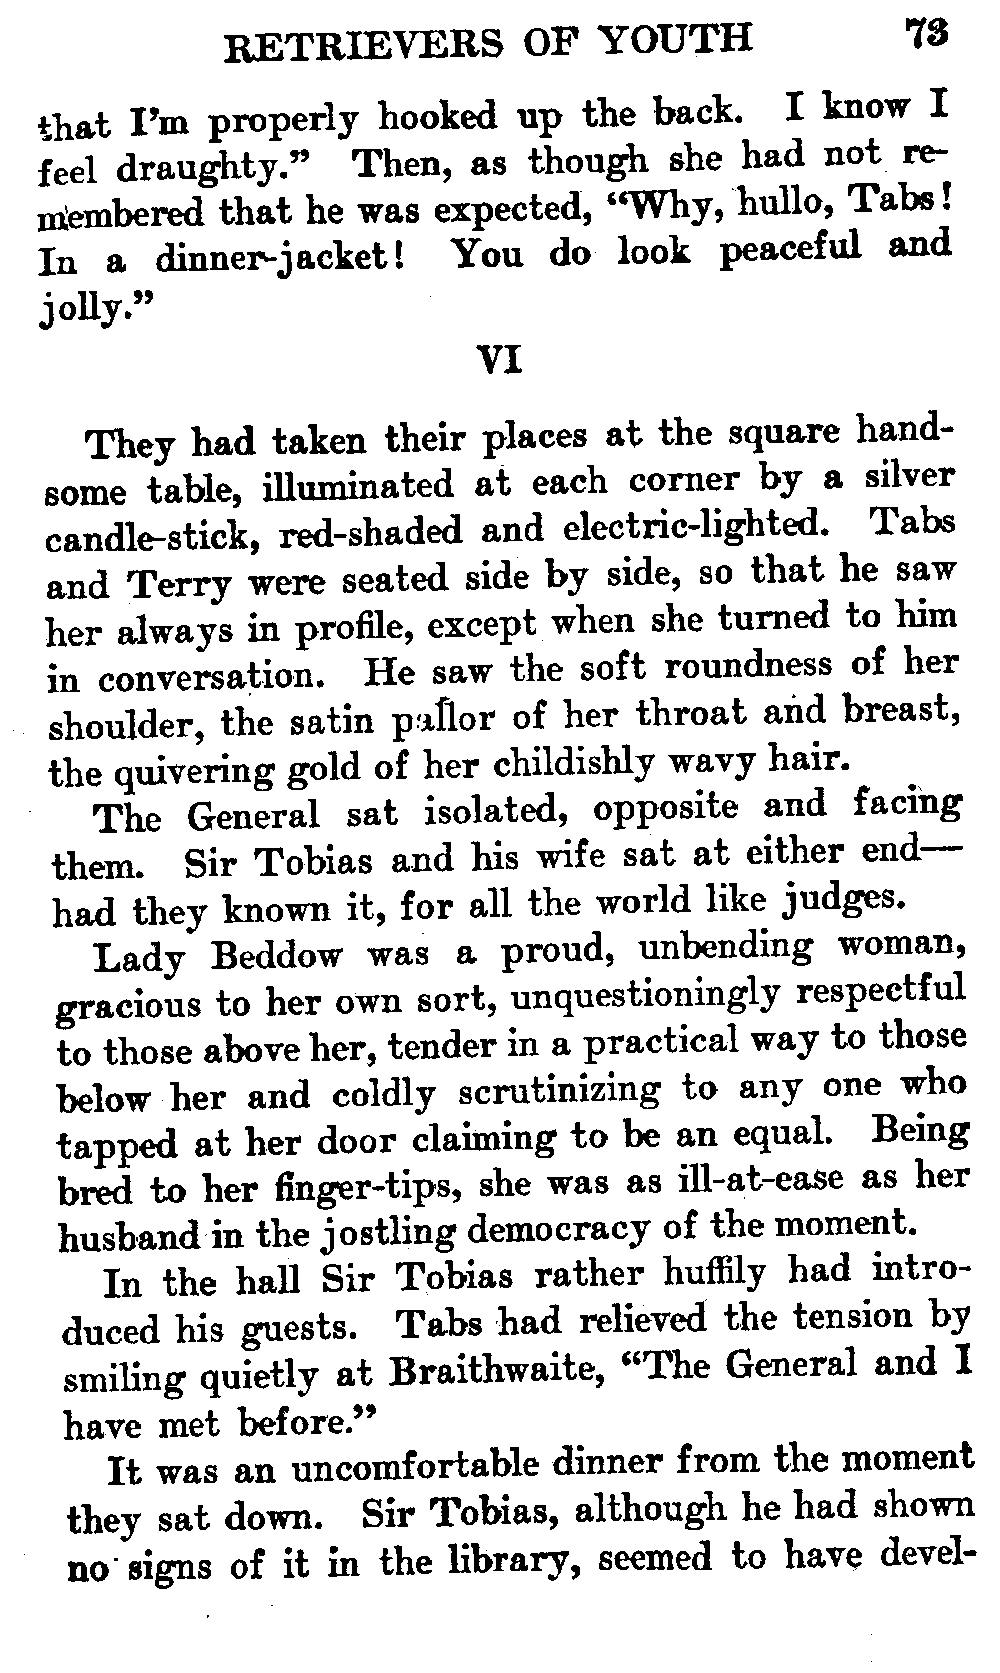 RETRIEVERS OF YOUTH 73
that I'm properly hooked up the back. I know I
feel draughty." Then, as though she had not re-
membered that he was expected, "Why, hullo, Tabs!
In a dinner-jacket! You do look peaceful and
jolly."
VI
They had taken their places at the square hand-
some table, illuminated at each corner by a silver
candle-stick, red-shaded and electric-lighted. Tabs
and Terry were seated side by side, so that he saw
her always in profile, except when she turned to him
in conversation. He saw the soft roundness of her
shoulder, the satin pallor of her throat and breast,
the quivering gold of her childishly wavy hair.
The General sat isolated, opposite and facing
them. Sir Tobias and his wife sat at either end—
had they known it, for all the world like judges.
Lady Beddow was a proud, unbending woman,
gracious to her own sort, unquestioningly respectful
to those above her, tender in a practical way to those
below her and coldly scrutinizing to any one who
tapped at her door claiming to be an equal. Being
bred to her finger-tips, she was as ill-at-ease as her
husband in the jostling democracy of the moment.
In the hall Sir Tobias rather huffily had intro-
duced his guests. Tabs had relieved the tension by
smiling quietly at Braithwaite, "The General and I
have met before."
It was an uncomfortable dinner from the moment
they sat down. Sir Tobias, although he had shown
no signs of it in the library, seemed to have devel-